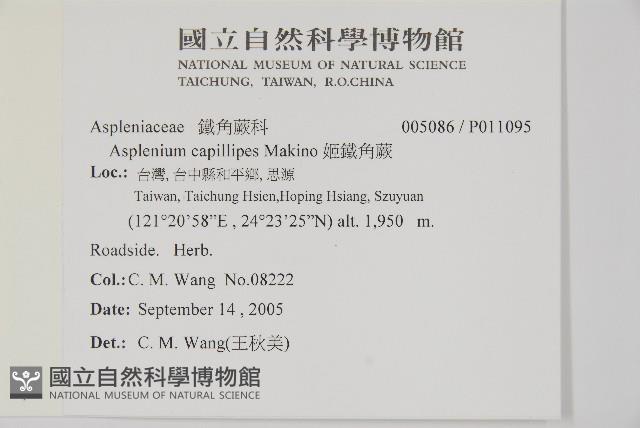 國立自然科學博物館
NATIONAL MUSEUM OF NATURAL SCIENCE
TAICHUNG, TAIWAN, R.O.CHINA
Aspleniaceae 鐵角蕨科 005086 / P011095
Asplenium capillipes Makino 姬鐵角蕨
Loc.: 台灣, 台中縣和平鄉, 思源
Taiwan, Taichung Hsien,Hoping Hsiang, Szuyuan
(121°20’58”E , 24°23’25”N) alt. 1,950 m.
Roadside. Herb.
Col.: C. M. Wang No.08222
Date: September 14 , 2005
Det.: C. M. Wang(王秋美)
國立自然科學博物館
NATIONAL MUSEUM OF NATURAL SCIENCE